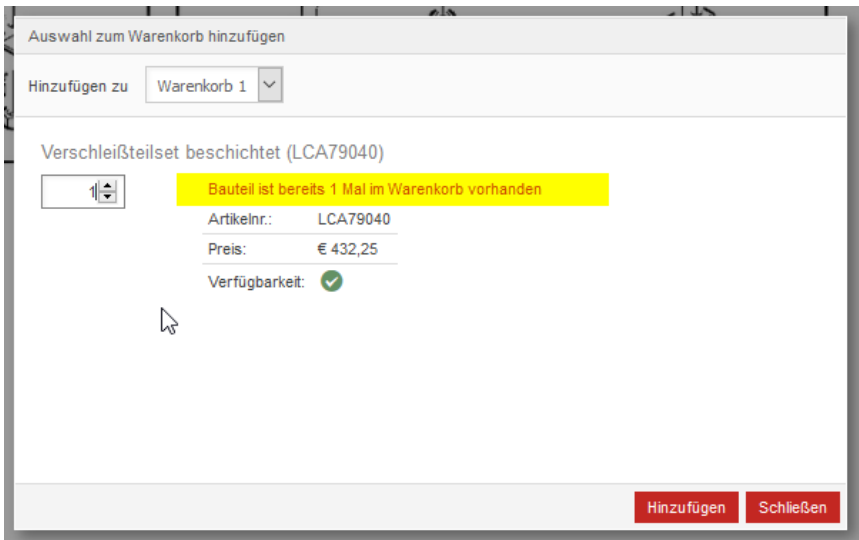 Auswahl zum Warenkorb hinzufügen
Hinzufügen zu Warenkorb 1
Verschleißteilset beschichtet (LCA79040)
1 Bauteil ist bereits 1 Mal im Warenkorb vorhanden
Artikelnr.: LCA79040
Preis: € 432,25
Verfügbarkeit:
Hinzufügen Schließen